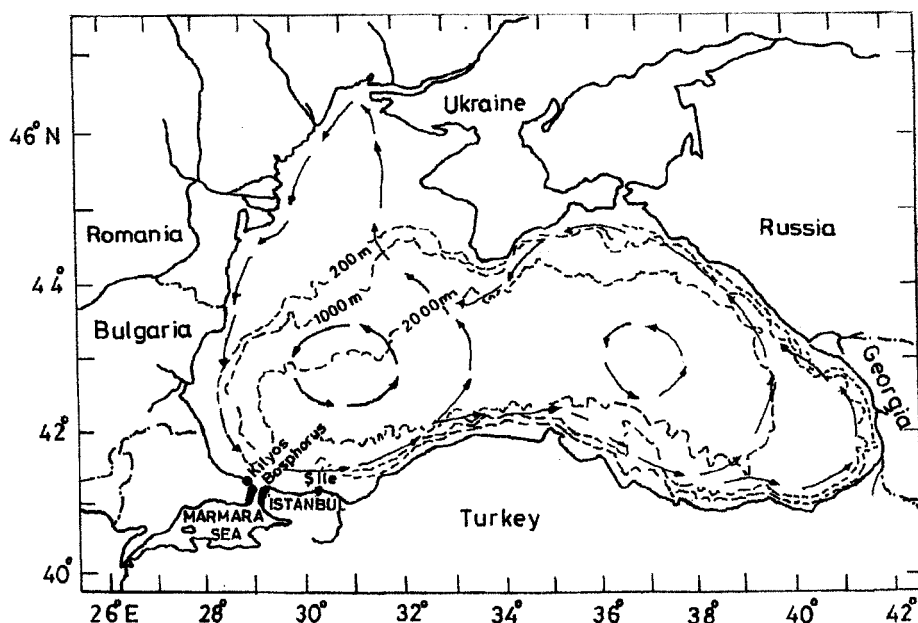 Ukraine
46°N
Romania
Russia
200 m
44°
1000 m
2000 m
Bulgaria
Georgia
42°
Kilyos
Bosphorus
Şile
İSTANBUL
MARMARA
SEA
Turkey
40°
26°E 28° 30° 32° 34° 36° 38° 40° 42°